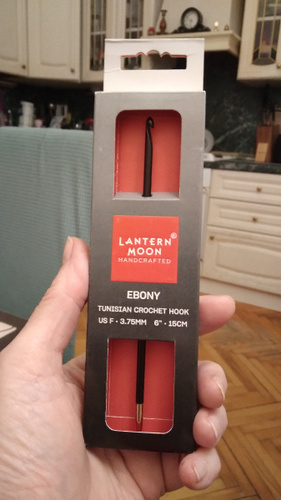 LANTERN®
MOON
HANDCRAFTED
EBONY
TUNISIAN CROCHET HOOK
US F - 3.75MM 6" - 15CM